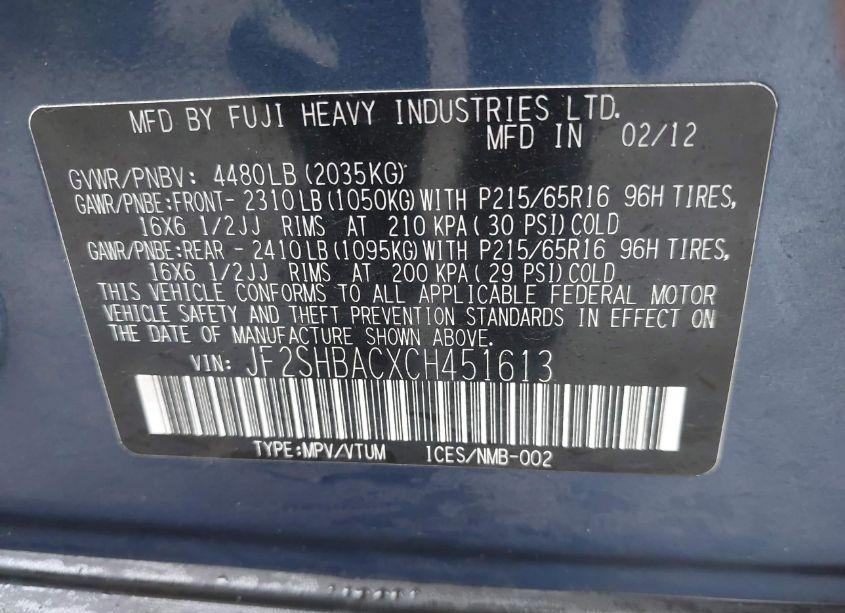 MFD BY FUJI HEAVY INDUSTRIES LTD.
MFD IN 02/12
GVWR/PNBV: 4480LB (2035KG)
GAWR/PNBE:FRONT- 2310LB (1050KG) WITH P215/65R16 96H TIRES,
16X6 1/2JJ RIMS AT 210 KPA( 30 PSI) COLD
GAWR/PNBE:REAR - 2410LB (1095KG) WITH P215/65R16 96H TIRES,
16X6 1/2JJ RIMS AT 200 KPA( 29 PSI) COLD
THIS VEHICLE CONFORMS TO ALL APPLICABLE FEDERAL MOTOR
VEHICLE SAFETY AND THEFT PREVENTION STANDARDS IN EFFECT ON
THE DATE OF MANUFACTURE SHOWN ABOVE.
VIN: JF2SHBACXCH451613
TYPE:MPV/VTUM ICES/NMB-002